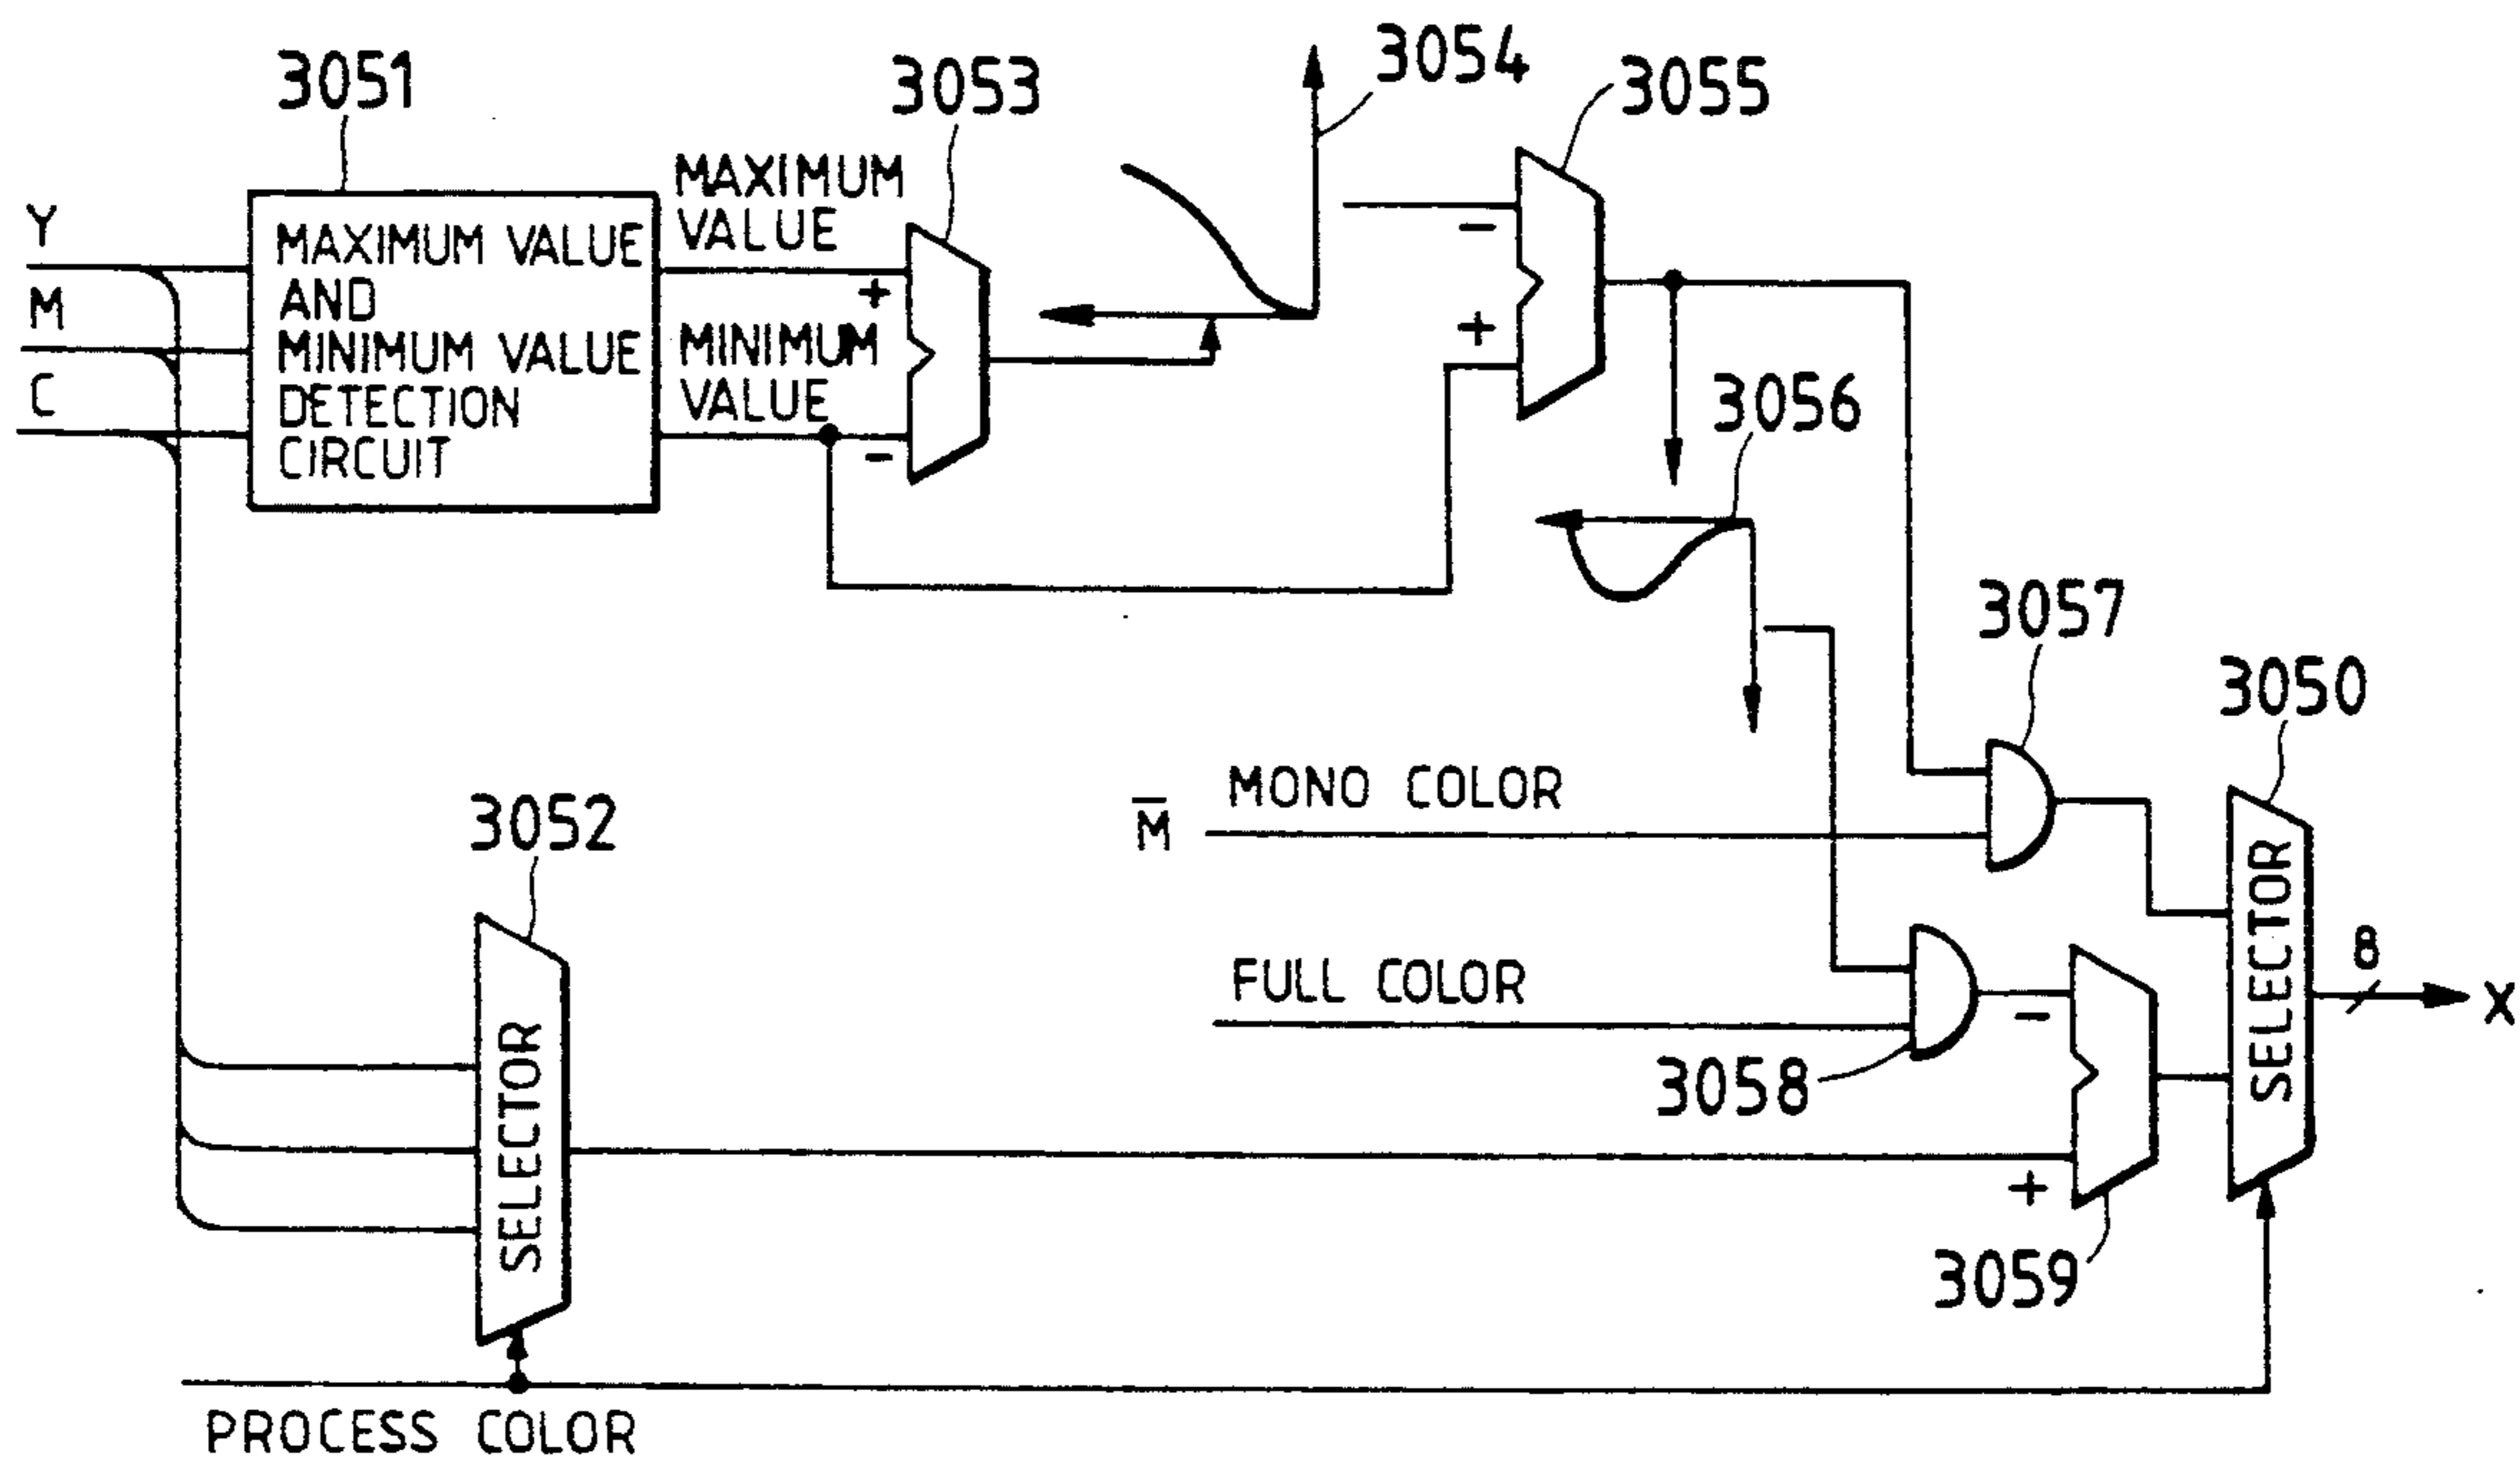 3051
3053
3054
3055
Y
M
C
MAXIMUM VALUE
AND
MINIMUM VALUE
DETECTION
CIRCUIT
MAXIMUM
VALUE
+
MINIMUM
VALUE
-
-
+
3056
3057
3050
MONO COLOR
M̅
3052
SELECTOR
FULL COLOR
3058
-
+
3059
SELECTOR
8
X
PROCESS COLOR